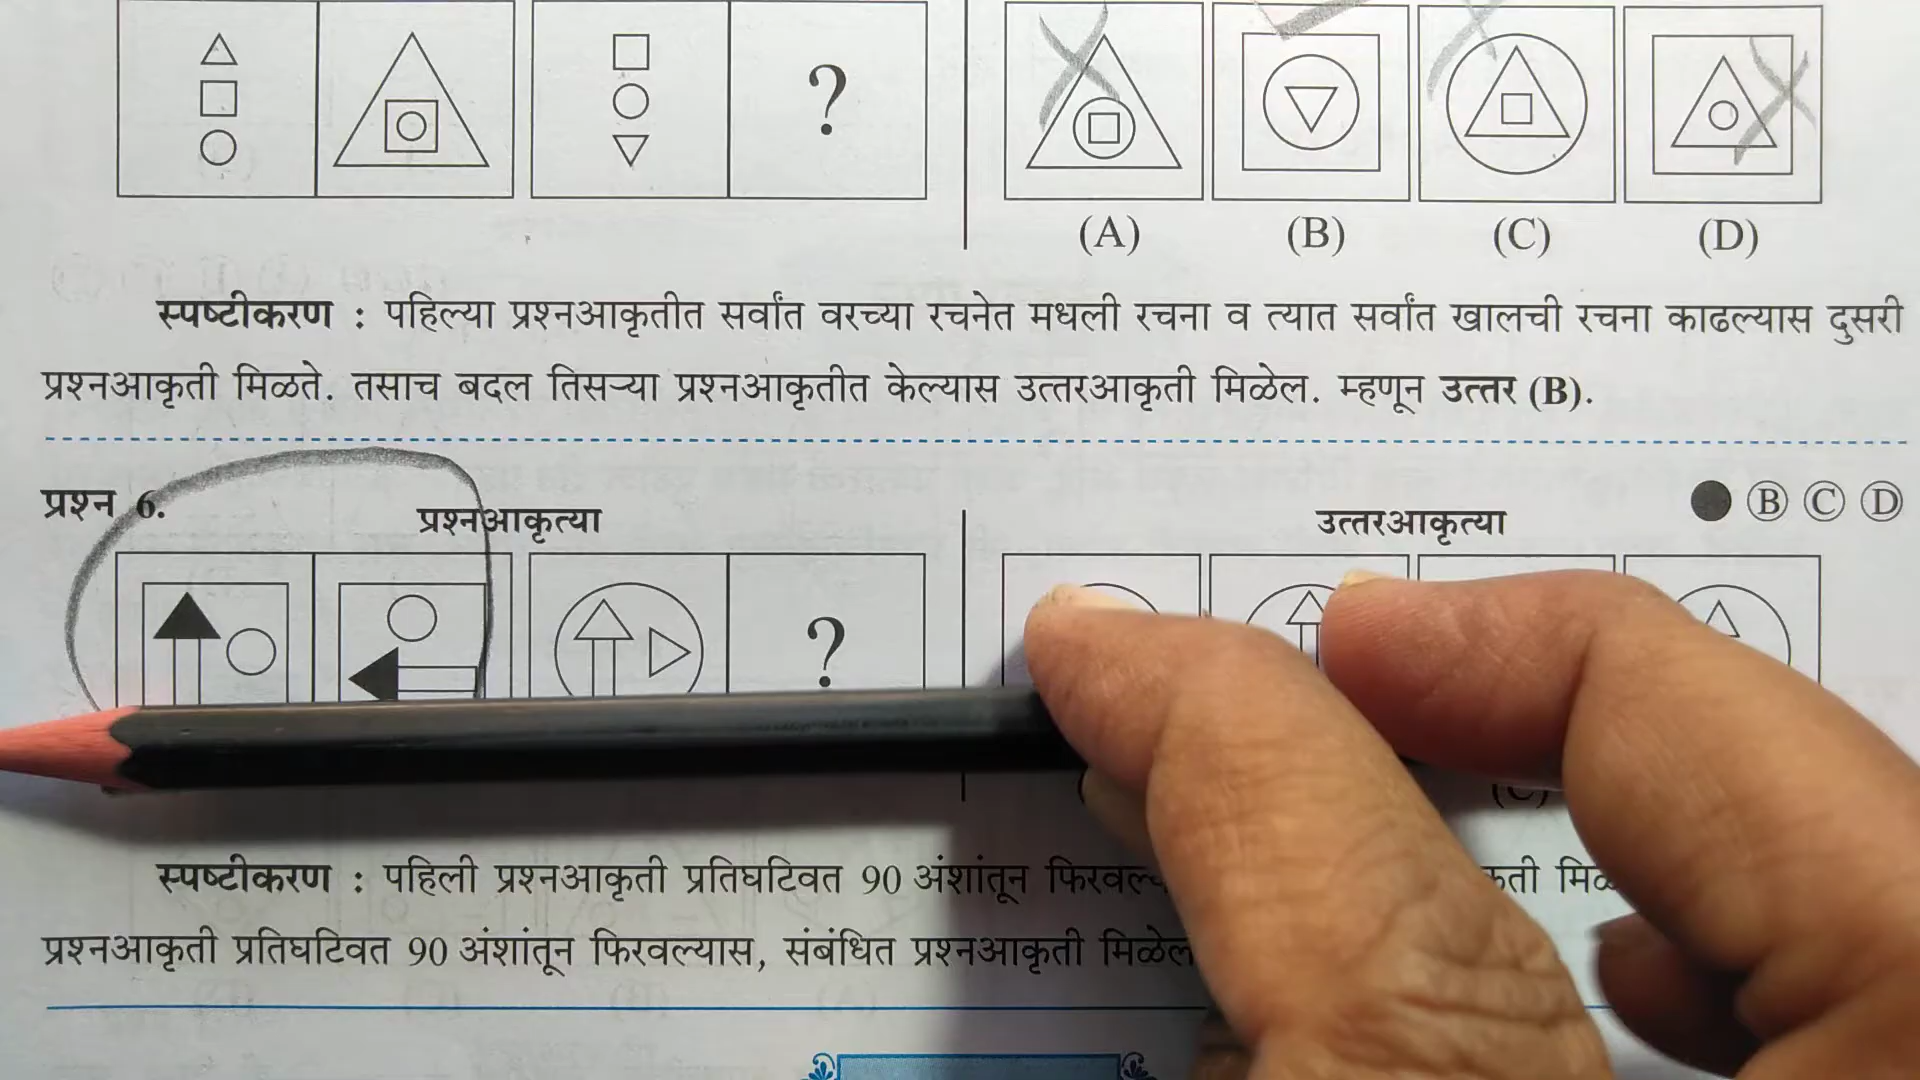 ?
(A) (B) (C) (D)
स्पष्टीकरण : पहिल्या प्रश्नआकृतीत सर्वांत वरच्या रचनेत मधली रचना व त्यात सर्वांत खालची रचना काढल्यास दुसरी
प्रश्नआकृती मिळते. तसाच बदल तिसऱ्या प्रश्नआकृतीत केल्यास उत्तरआकृती मिळेल. म्हणून उत्तर (B).
प्रश्न 6. प्रश्नआकृत्या उत्तरआकृत्या B C D
?
(C)
स्पष्टीकरण : पहिली प्रश्नआकृती प्रतिघटिवत 90 अंशांतून
प्रश्नआकृती प्रतिघटिवत 90 अंशांतून फिरवल्यास, संबंधित प्रश्नआकृती